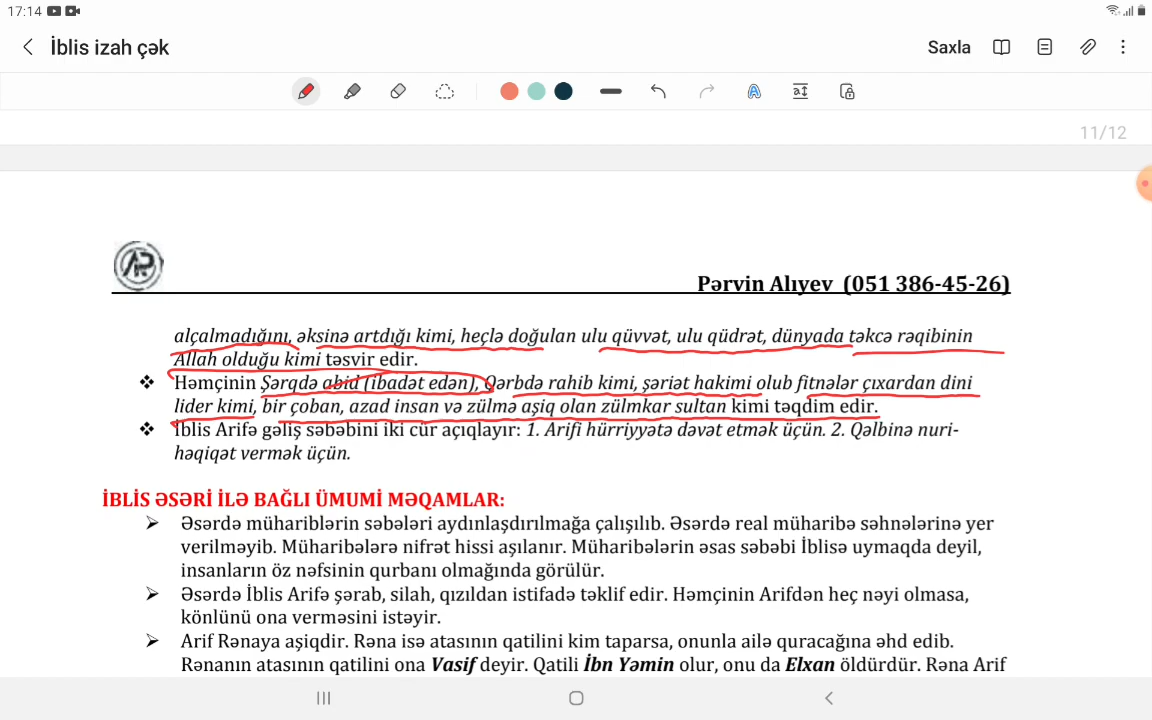 17:14
İblis izah çək
Saxla
11/12
Pərvin Alıyev (051 386-45-26)
alçalmadığını, əksinə artdığı kimi, heçlə doğulan ulu qüvvət, ulu qüdrət, dünyada təkcə rəqibinin
Allah olduğu kimi təsvir edir.
❖ Həmçinin Şərqdə abid (ibadət edən), Qərbdə rahib kimi, şəriət hakimi olub fitnələr çıxardan dini
lider kimi, bir çoban, azad insan və zülmə aşiq olan zülmkar sultan kimi təqdim edir.
❖ İblis Arifə gəliş səbəbini iki cür açıqlayır: 1. Arifi hürriyyətə dəvət etmək üçün. 2. Qəlbinə nuri-
həqiqət vermək üçün.
İBLİS ƏSƏRİ İLƏ BAĞLI ÜMUMİ MƏQAMLAR:
➢ Əsərdə mühariblərin səbələri aydınlaşdırılmağa çalışılıb. Əsərdə real müharibə səhnələrinə yer
verilməyib. Müharibələrə nifrət hissi aşılanır. Müharibələrin əsas səbəbi İblisə uymaqda deyil,
insanların öz nəfsinin qurbanı olmağında görülür.
➢ Əsərdə İblis Arifə şərab, silah, qızıldan istifadə təklif edir. Həmçinin Arifdən heç nəyi olmasa,
könlünü ona verməsini istəyir.
➢ Arif Rənaya aşiqdir. Rəna isə atasının qatilini kim taparsa, onunla ailə quracağına əhd edib.
Rənanın atasının qatilini ona Vasif deyir. Qatili İbn Yəmin olur, onu da Elxan öldürdür. Rəna Arif